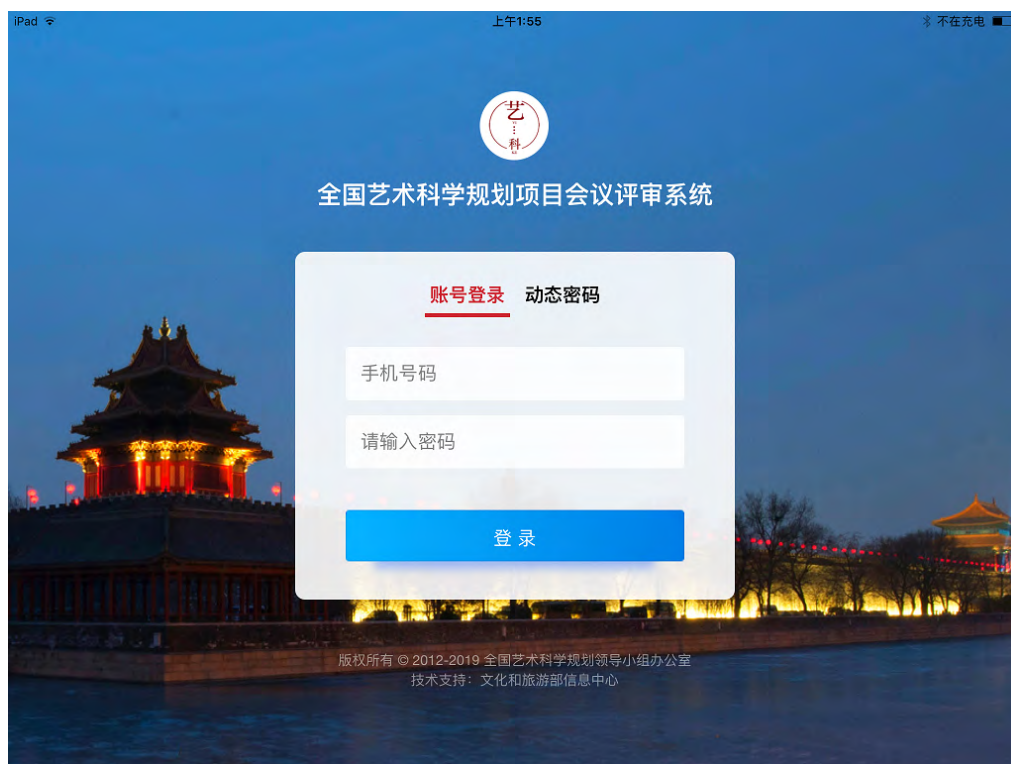 iPad
上午1:55
不在充电
艺
科
全国艺术科学规划项目会议评审系统
账号登录 动态密码
手机号码
请输入密码
登 录
版权所有 © 2012-2019 全国艺术科学规划领导小组办公室
技术支持：文化和旅游部信息中心